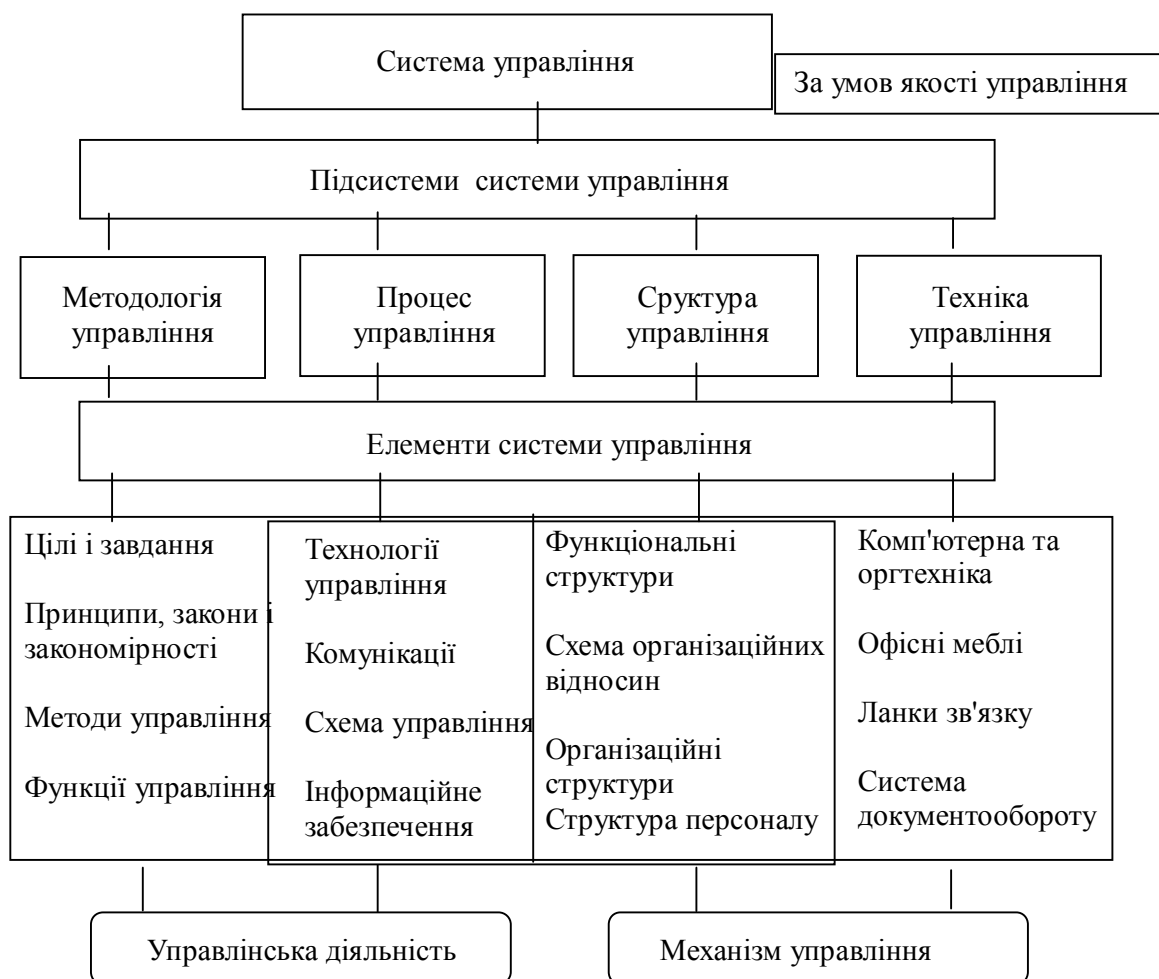 Система управління
За умов якості управління
Підсистеми системи управління
Методологія
управління
Процес
управління
Сруктура
управління
Техніка
управління
Елементи системи управління
Цілі і завдання
Принципи, закони і
закономірності
Методи управління
Функції управління
Технології
управління
Комунікації
Схема управління
Інформаційне
забезпечення
Функціональні
структури
Схема організаційних
відносин
Організаційні
структури
Структура персоналу
Комп'ютерна та
оргтехніка
Офісні меблі
Ланки зв'язку
Система
документообороту
Управлінська діяльність
Механізм управління